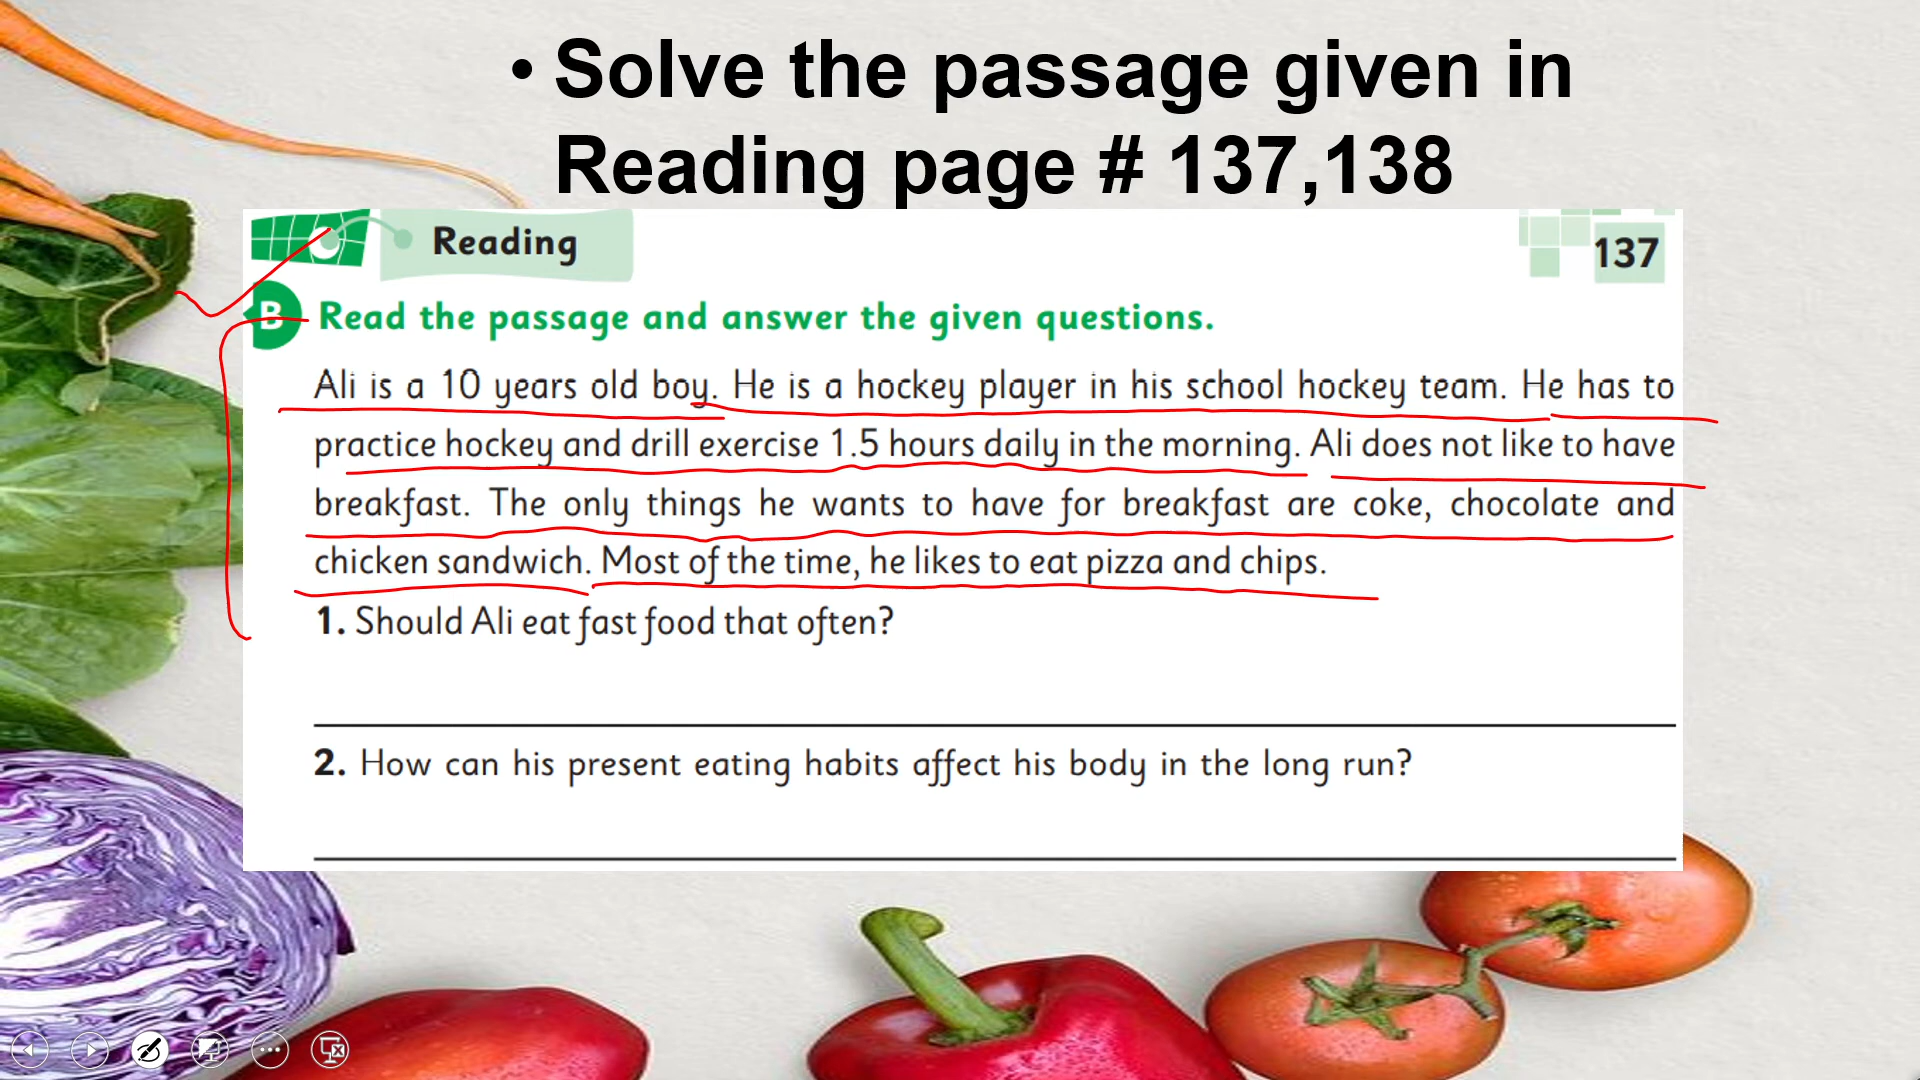 • Solve the passage given in
Reading page # 137,138
Reading
137
B Read the passage and answer the given questions.
Ali is a 10 years old boy. He is a hockey player in his school hockey team. He has to
practice hockey and drill exercise 1.5 hours daily in the morning. Ali does not like to have
breakfast. The only things he wants to have for breakfast are coke, chocolate and
chicken sandwich. Most of the time, he likes to eat pizza and chips.
1. Should Ali eat fast food that often?
2. How can his present eating habits affect his body in the long run?